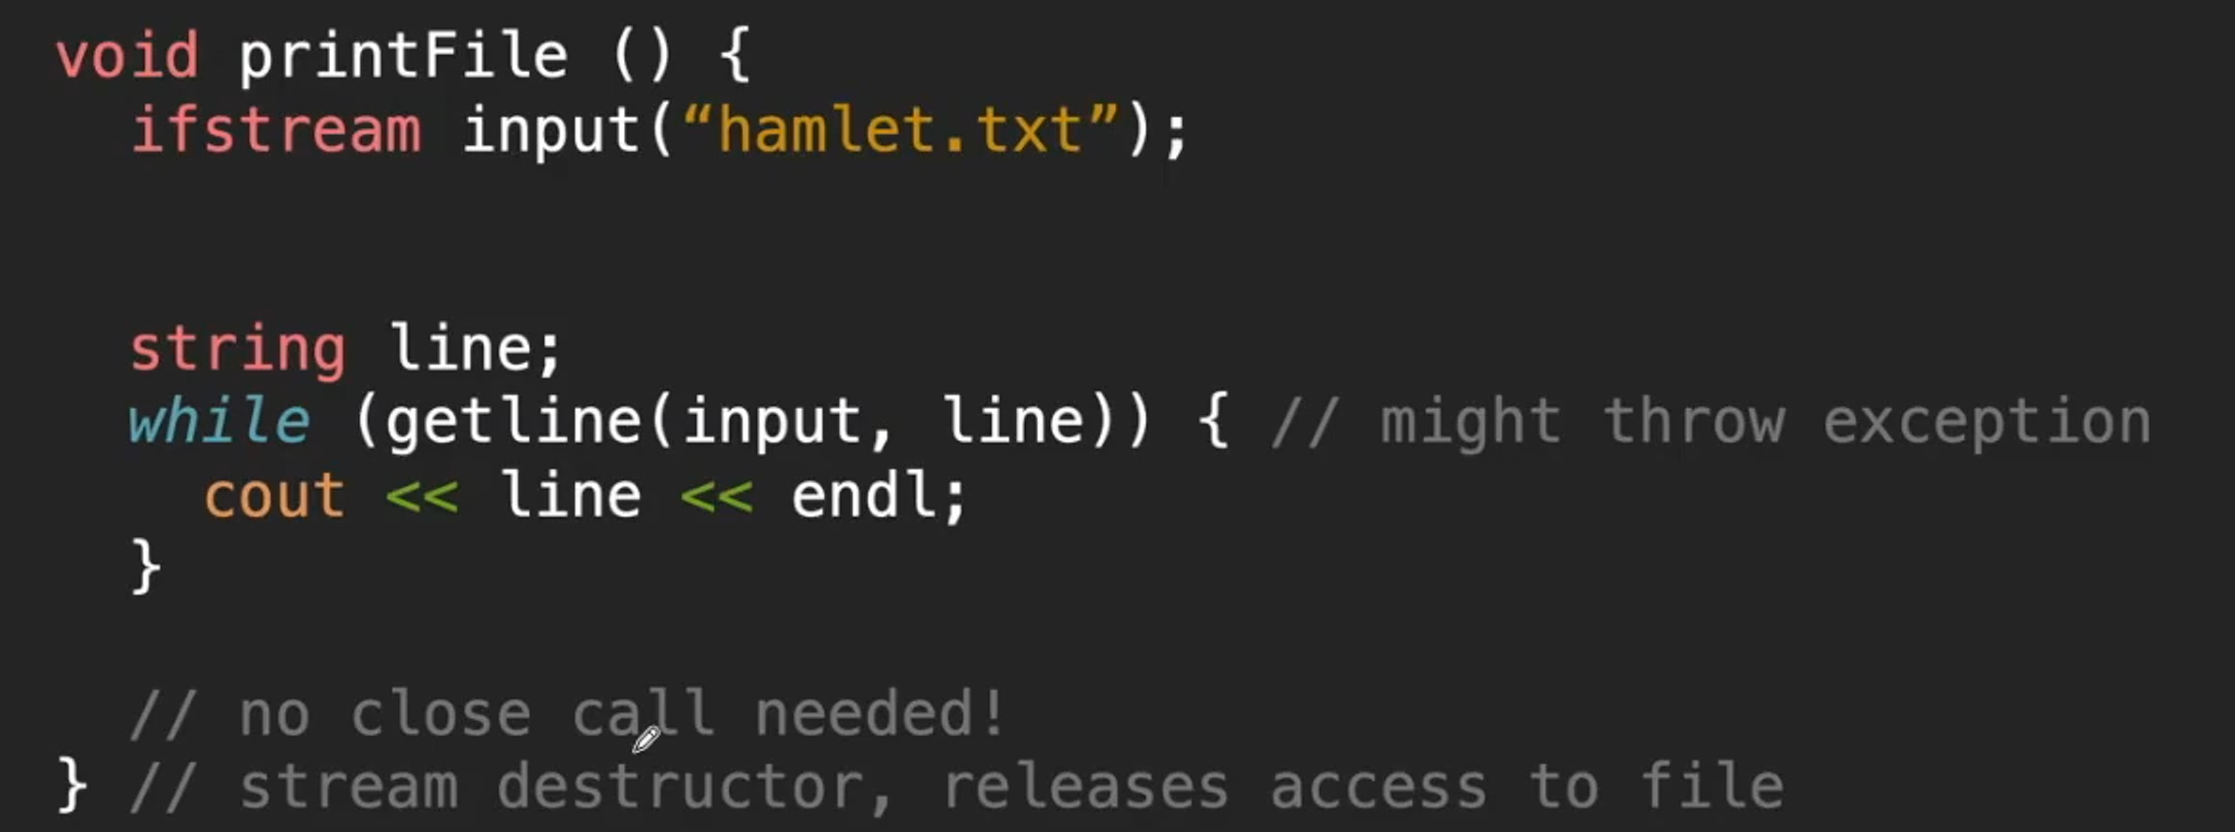 void printFile () {
  ifstream input(“hamlet.txt”);
  string line;
  while (getline(input, line)) { // might throw exception
    cout << line << endl;
  }
  // no close call needed!
} // stream destructor, releases access to file